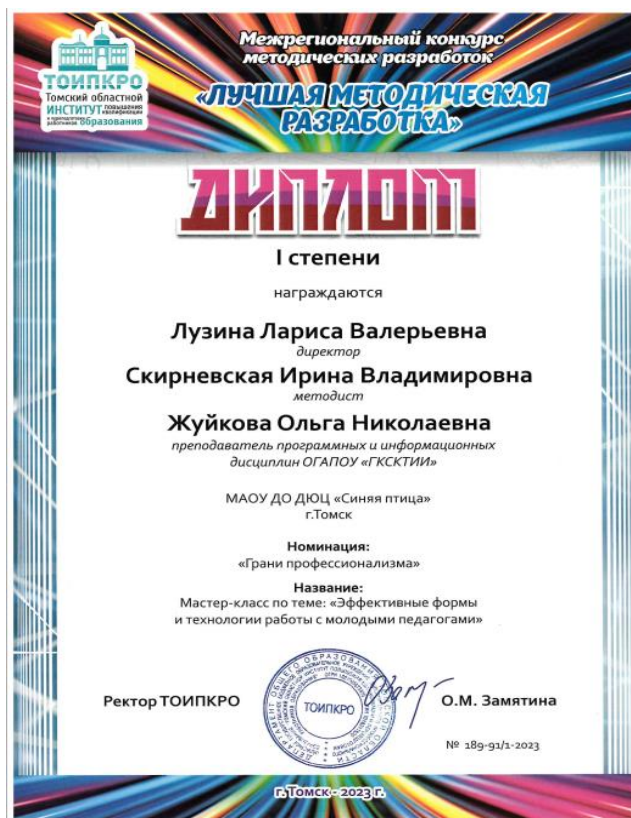 Межрегиональный конкурс
методических разработок
«ЛУЧШАЯ МЕТОДИЧЕСКАЯ
РАЗРАБОТКА»
ТОИПКРО
Томский областной
ИНСТИТУТ повышения
квалификации
и переподготовки
работников образования
ДИПЛОМ
I степени
награждаются
Лузина Лариса Валерьевна
директор
Скирневская Ирина Владимировна
методист
Жуйкова Ольга Николаевна
преподаватель программных и информационных
дисциплин ОГАПОУ «ГКСКТИИ»
МАОУ ДО ДЮЦ «Синяя птица»
г.Томск
Номинация:
«Грани профессионализма»
Название:
Мастер-класс по теме: «Эффективные формы
и технологии работы с молодыми педагогами»
Ректор ТОИПКРО
ТОИПКРО
О.М. Замятина
№ 189-91/1-2023
г. Томск - 2023 г.